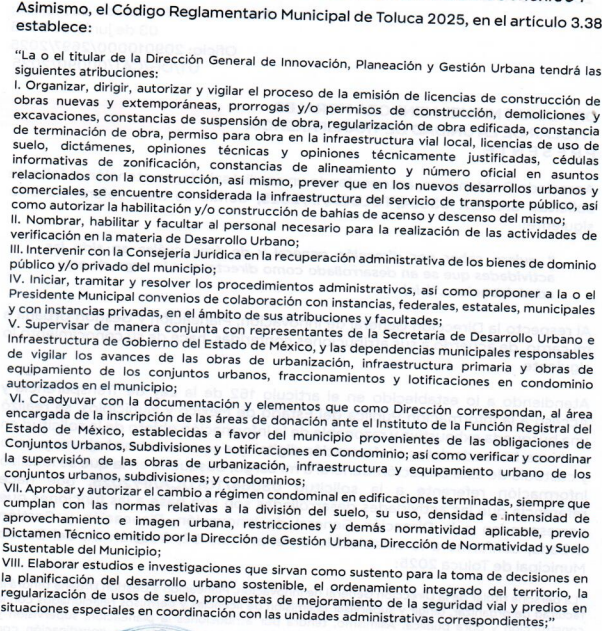 Asimismo, el Código Reglamentario Municipal de Toluca 2025, en el artículo 3.38
establece:
“La o el titular de la Dirección General de Innovación, Planeación y Gestión Urbana tendrá las
siguientes atribuciones:
I. Organizar, dirigir, autorizar y vigilar el proceso de la emisión de licencias de construcción de
obras nuevas y extemporáneas, prorrogas y/o permisos de construcción, demoliciones y
excavaciones, constancias de suspensión de obra, regularización de obra edificada, constancia
de terminación de obra, permiso para obra en la infraestructura vial local, licencias de uso de
suelo, dictámenes, opiniones técnicas y opiniones técnicamente justificadas, cédulas
informativas de zonificación, constancias de alineamiento y número oficial en asuntos
relacionados con la construcción, así mismo, prever que en los nuevos desarrollos urbanos y
comerciales, se encuentre considerada la infraestructura del servicio de transporte público, así
como autorizar la habilitación y/o construcción de bahías de acenso y descenso del mismo;
II. Nombrar, habilitar y facultar al personal necesario para la realización de las actividades de
verificación en la materia de Desarrollo Urbano;
III. Intervenir con la Consejería Jurídica en la recuperación administrativa de los bienes de dominio
público y/o privado del municipio;
IV. Iniciar, tramitar y resolver los procedimientos administrativos, así como proponer a la o el
Presidente Municipal convenios de colaboración con instancias, federales, estatales, municipales
y con instancias privadas, en el ámbito de sus atribuciones y facultades;
V. Supervisar de manera conjunta con representantes de la Secretaria de Desarrollo Urbano e
Infraestructura de Gobierno del Estado de México, y las dependencias municipales responsables
de vigilar los avances de las obras de urbanización, infraestructura primaria y obras de
equipamiento de los conjuntos urbanos, fraccionamientos y lotificaciones en condominio
autorizados en el municipio;
VI. Coadyuvar con la documentación y elementos que como Dirección correspondan, al área
encargada de la inscripción de las áreas de donación ante el Instituto de la Función Registral del
Estado de México, establecidas a favor del municipio provenientes de las obligaciones de
Conjuntos Urbanos, Subdivisiones y Lotificaciones en Condominio; así como verificar y coordinar
la supervisión de las obras de urbanización, infraestructura y equipamiento urbano de los
conjuntos urbanos, subdivisiones; y condominios;
VII. Aprobar y autorizar el cambio a régimen condominal en edificaciones terminadas, siempre que
cumplan con las normas relativas a la división del suelo, su uso, densidad e intensidad de
aprovechamiento e imagen urbana, restricciones y demás normatividad aplicable, previo
Dictamen Técnico emitido por la Dirección de Gestión Urbana, Dirección de Normatividad y Suelo
Sustentable del Municipio;
VIII. Elaborar estudios e investigaciones que sirvan como sustento para la toma de decisiones en
la planificación del desarrollo urbano sostenible, el ordenamiento integrado del territorio, la
regularización de usos de suelo, propuestas de mejoramiento de la seguridad vial y predios en
situaciones especiales en coordinación con las unidades administrativas correspondientes;”